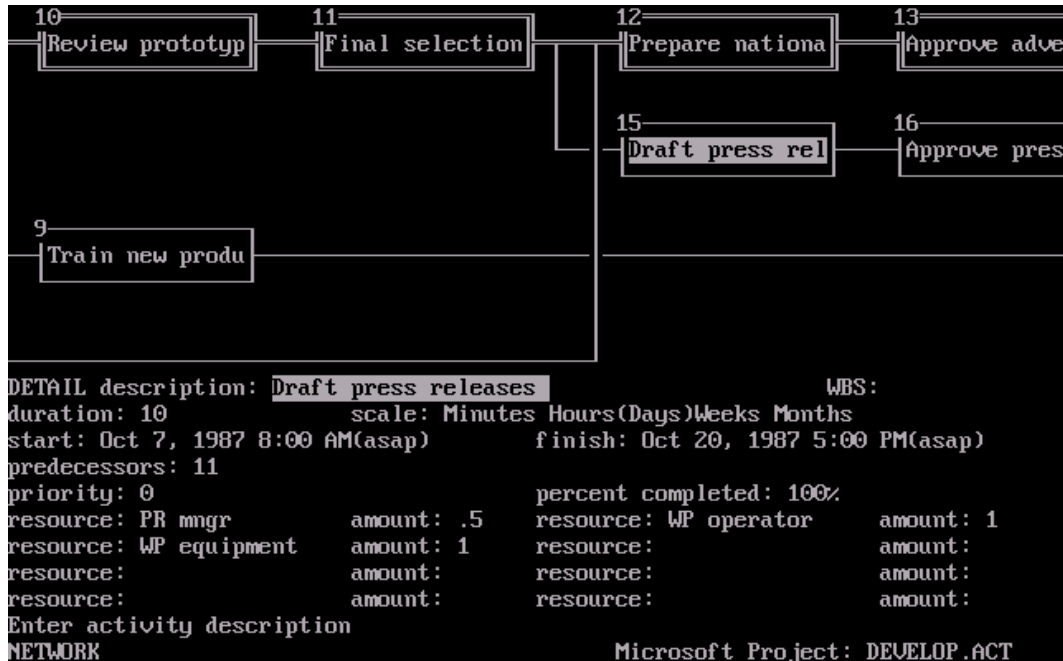 10 11 12 13
Review prototyp Final selection Prepare nationa Approve adve
15 16
Draft press rel Approve pres
9
Train new produ
DETAIL description: Draft press releases WBS:
duration: 10 scale: Minutes Hours(Days)Weeks Months
start: Oct 7, 1987 8:00 AM(asap) finish: Oct 20, 1987 5:00 PM(asap)
predecessors: 11
priority: 0 percent completed: 100%
resource: PR mngr amount: .5 resource: WP operator amount: 1
resource: WP equipment amount: 1 resource: amount:
resource: amount: resource: amount:
resource: amount: resource: amount:
Enter activity description
NETWORK Microsoft Project: DEVELOP.ACT